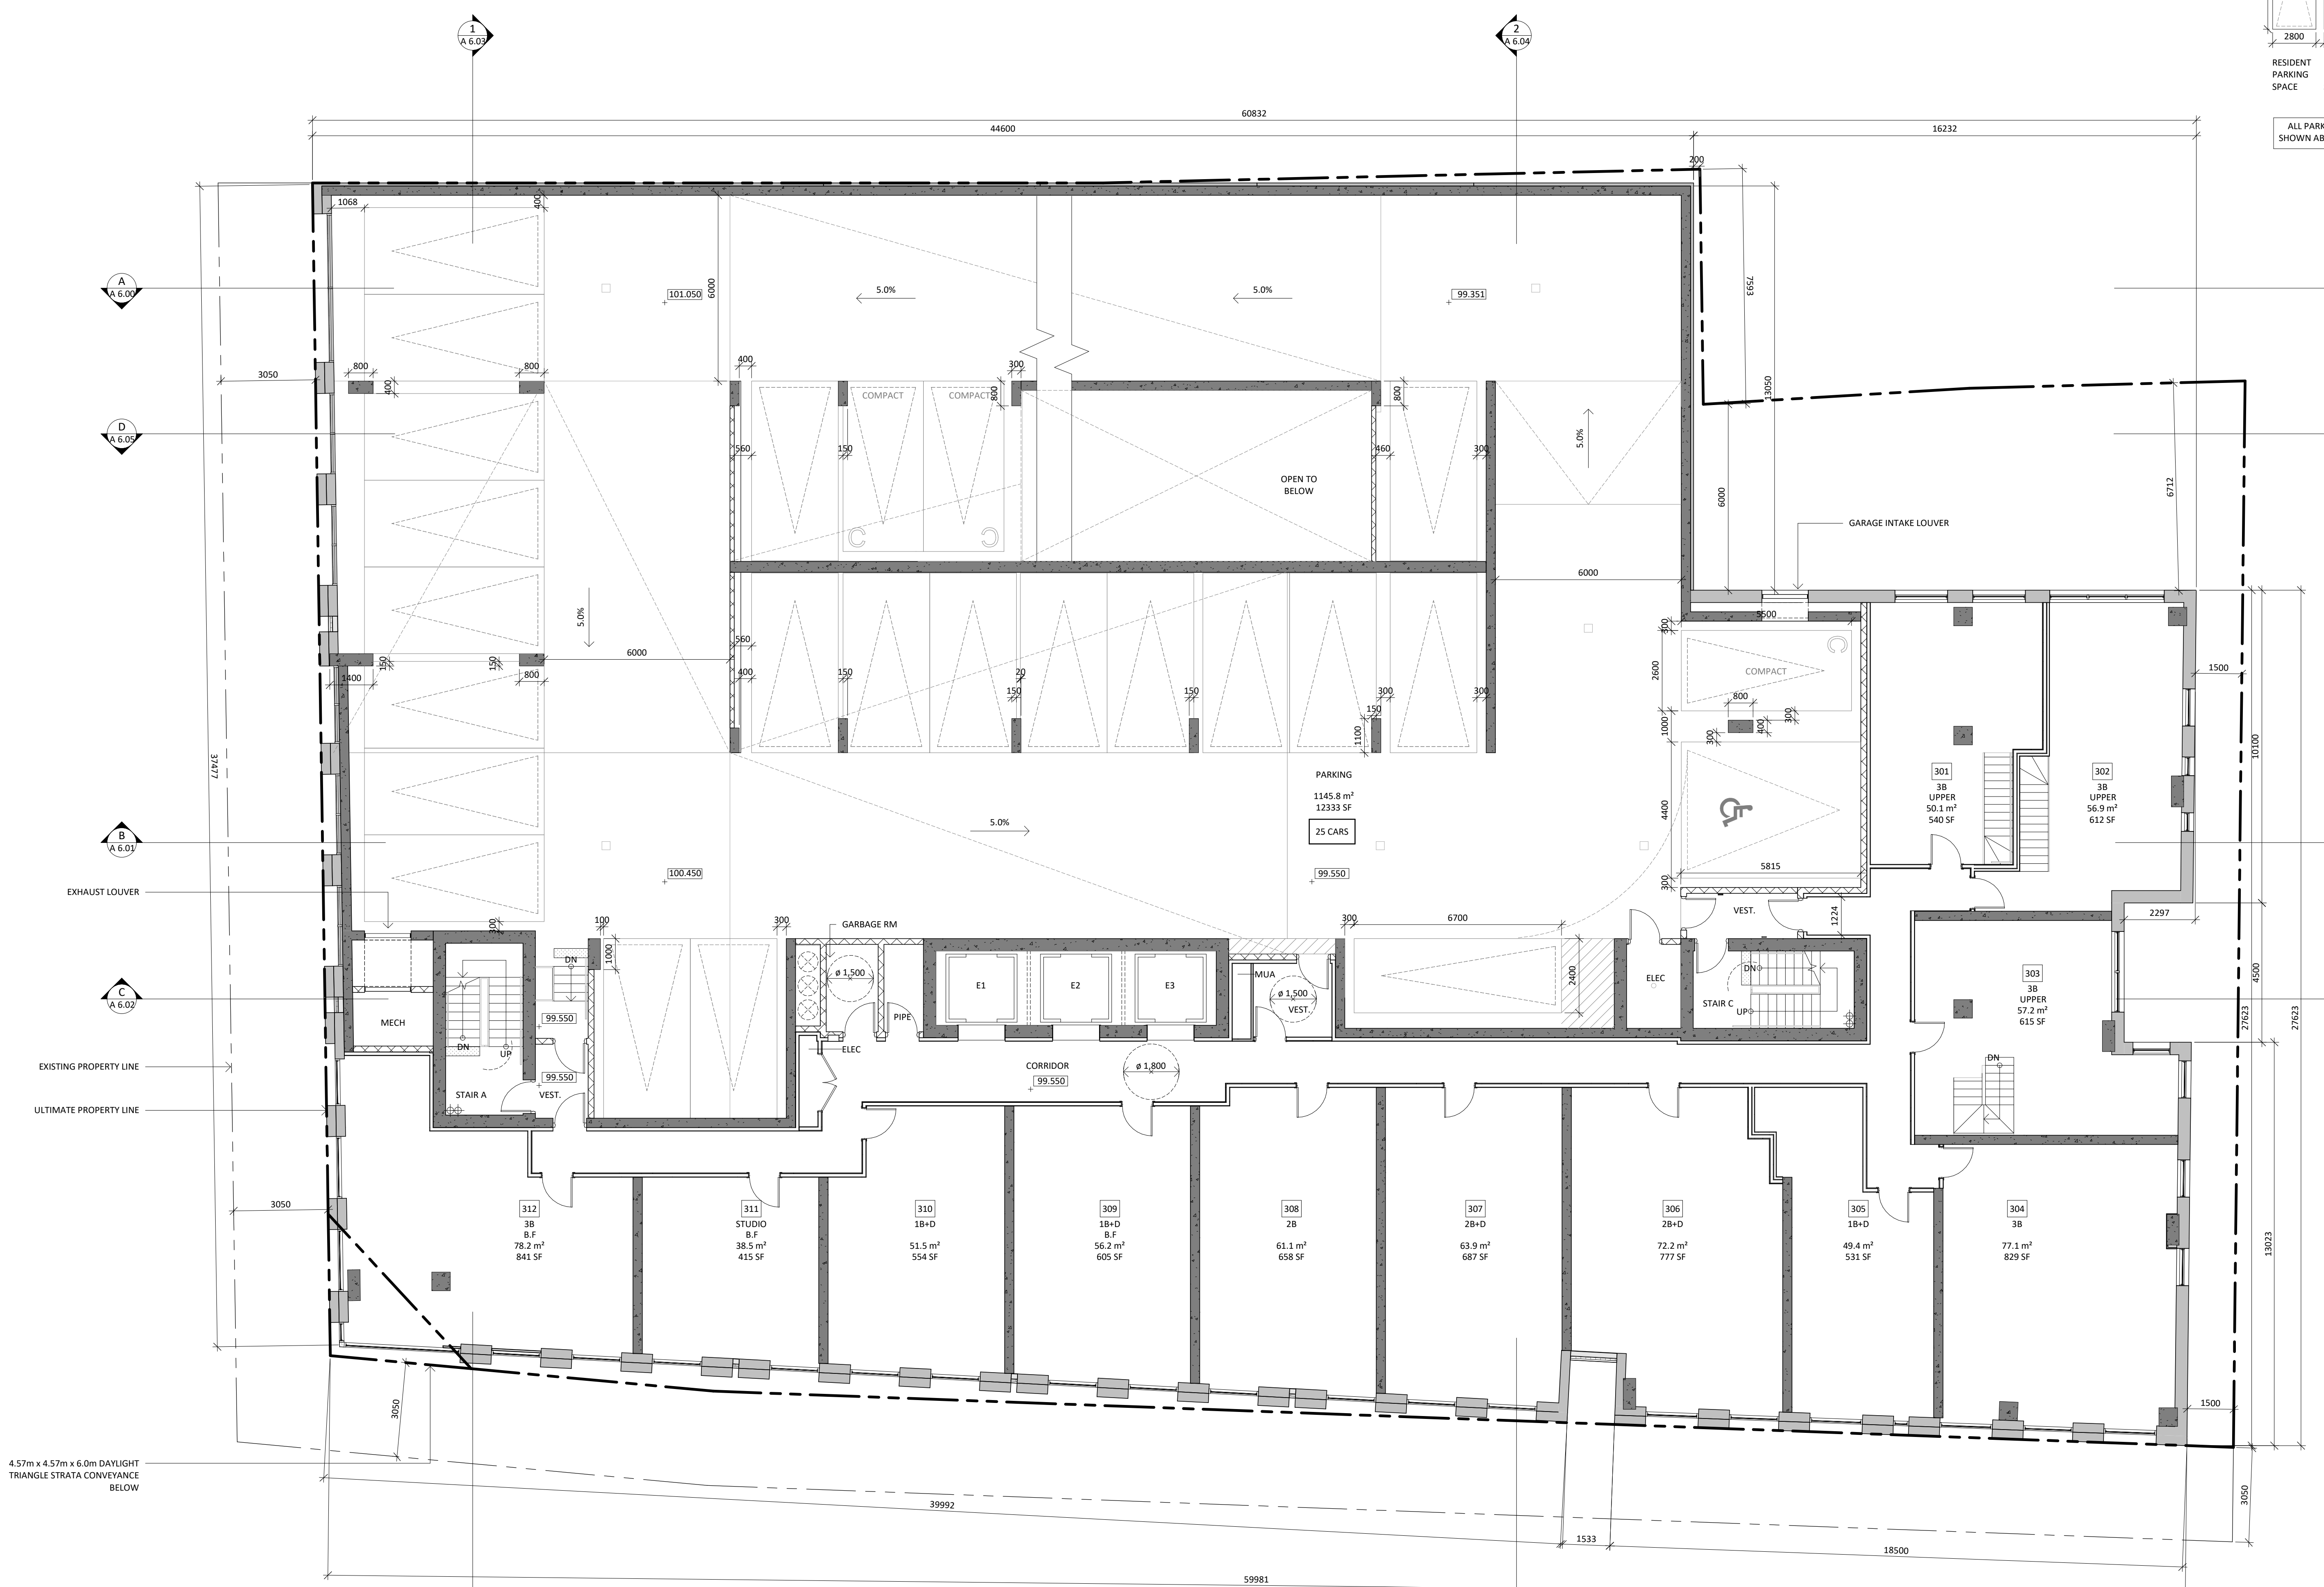 1
A 6.03
2
A 6.04
2800
RESIDENT
PARKING
SPACE
ALL PARK
SHOWN AB
60832
44600
16232
200
1068
400
6000
7593
13050
A
A 6.00
101.050
5.0%
5.0%
99.351
3050
800
800
400
400
300
800
800
COMPACT
COMPACT
D
A 6.05
560
150
460
300
5.0%
6000
6712
OPEN TO
BELOW
C
C
GARAGE INTAKE LOUVER
5.0%
6000
6000
560
400
150
20
150
150
300
300
150
1100
150
150
1400
800
5500
300
2600
C
COMPACT
800
1000
400
300
300
1500
10100
37477
PARKING
1145.8 m²
12333 SF
25 CARS
4400
5815
300
301
3B
UPPER
50.1 m²
540 SF
302
3B
UPPER
56.9 m²
612 SF
B
A 6.01
5.0%
100.450
99.550
EXHAUST LOUVER
300
100
300
1000
GARBAGE RM
300
6700
2400
VEST.
1224
2297
4500
27623
27623
C
A 6.02
MECH
DN
DN
UP
STAIR A
99.550
99.550
VEST.
ø 1,500
PIPE
ELEC
E1
E2
E3
MUA
ø 1,500
VEST.
ELEC
DN
STAIR C
UP
303
3B
UPPER
57.2 m²
615 SF
DN
EXISTING PROPERTY LINE
ULTIMATE PROPERTY LINE
CORRIDOR
99.550
ø 1,800
3050
312
3B
B.F
78.2 m²
841 SF
311
STUDIO
B.F
38.5 m²
415 SF
310
1B+D
51.5 m²
554 SF
309
1B+D
B.F
56.2 m²
605 SF
308
2B
61.1 m²
658 SF
307
2B+D
63.9 m²
687 SF
306
2B+D
72.2 m²
777 SF
305
1B+D
49.4 m²
531 SF
304
3B
77.1 m²
829 SF
13023
1500
3050
4.57m x 4.57m x 6.0m DAYLIGHT
TRIANGLE STRATA CONVEYANCE
BELOW
39992
1533
18500
3050
59981